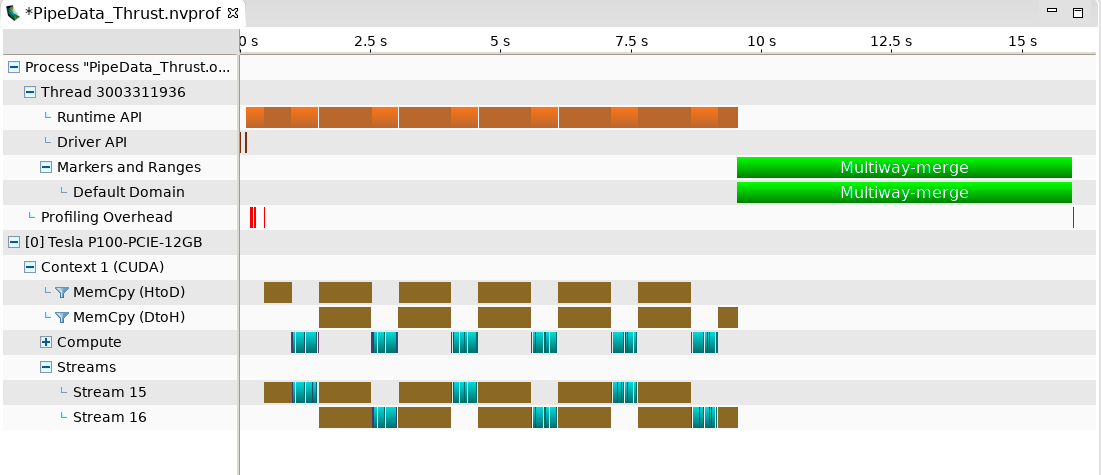 *PipeData_Thrust.nvprof
0 s 2.5 s 5 s 7.5 s 10 s 12.5 s 15 s
Process "PipeData_Thrust.o...
Thread 3003311936
Runtime API
Driver API
Markers and Ranges Multiway-merge
Default Domain Multiway-merge
Profiling Overhead
[0] Tesla P100-PCIE-12GB
Context 1 (CUDA)
MemCpy (HtoD)
MemCpy (DtoH)
Compute
Streams
Stream 15
Stream 16